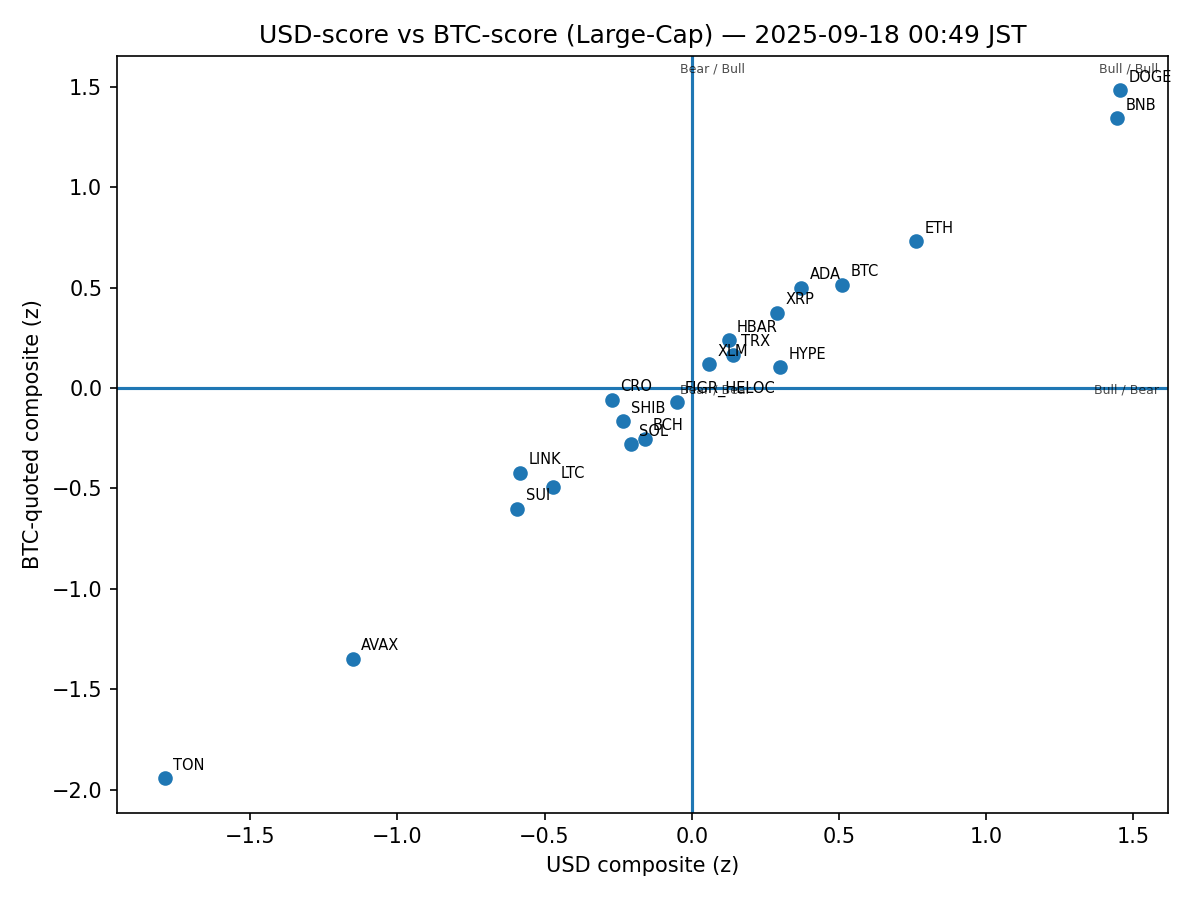 USD-score vs BTC-score (Large-Cap) — 2025-09-18 00:49 JST
Bear / Bull
Bull / Bull
DOGE
BNB
ETH
BTC
ADA
XRP
HBAR
TRX
XLM
HYPE
CRO
FIGR_HELOC
Bear / Bear
Bull / Bear
SHIB
BCH
SOL
LINK
LTC
SUI
AVAX
TON
1.5
1.0
0.5
0.0
−0.5
−1.0
−1.5
−2.0
BTC-quoted composite (z)
−1.5
−1.0
−0.5
0.0
0.5
1.0
1.5
USD composite (z)